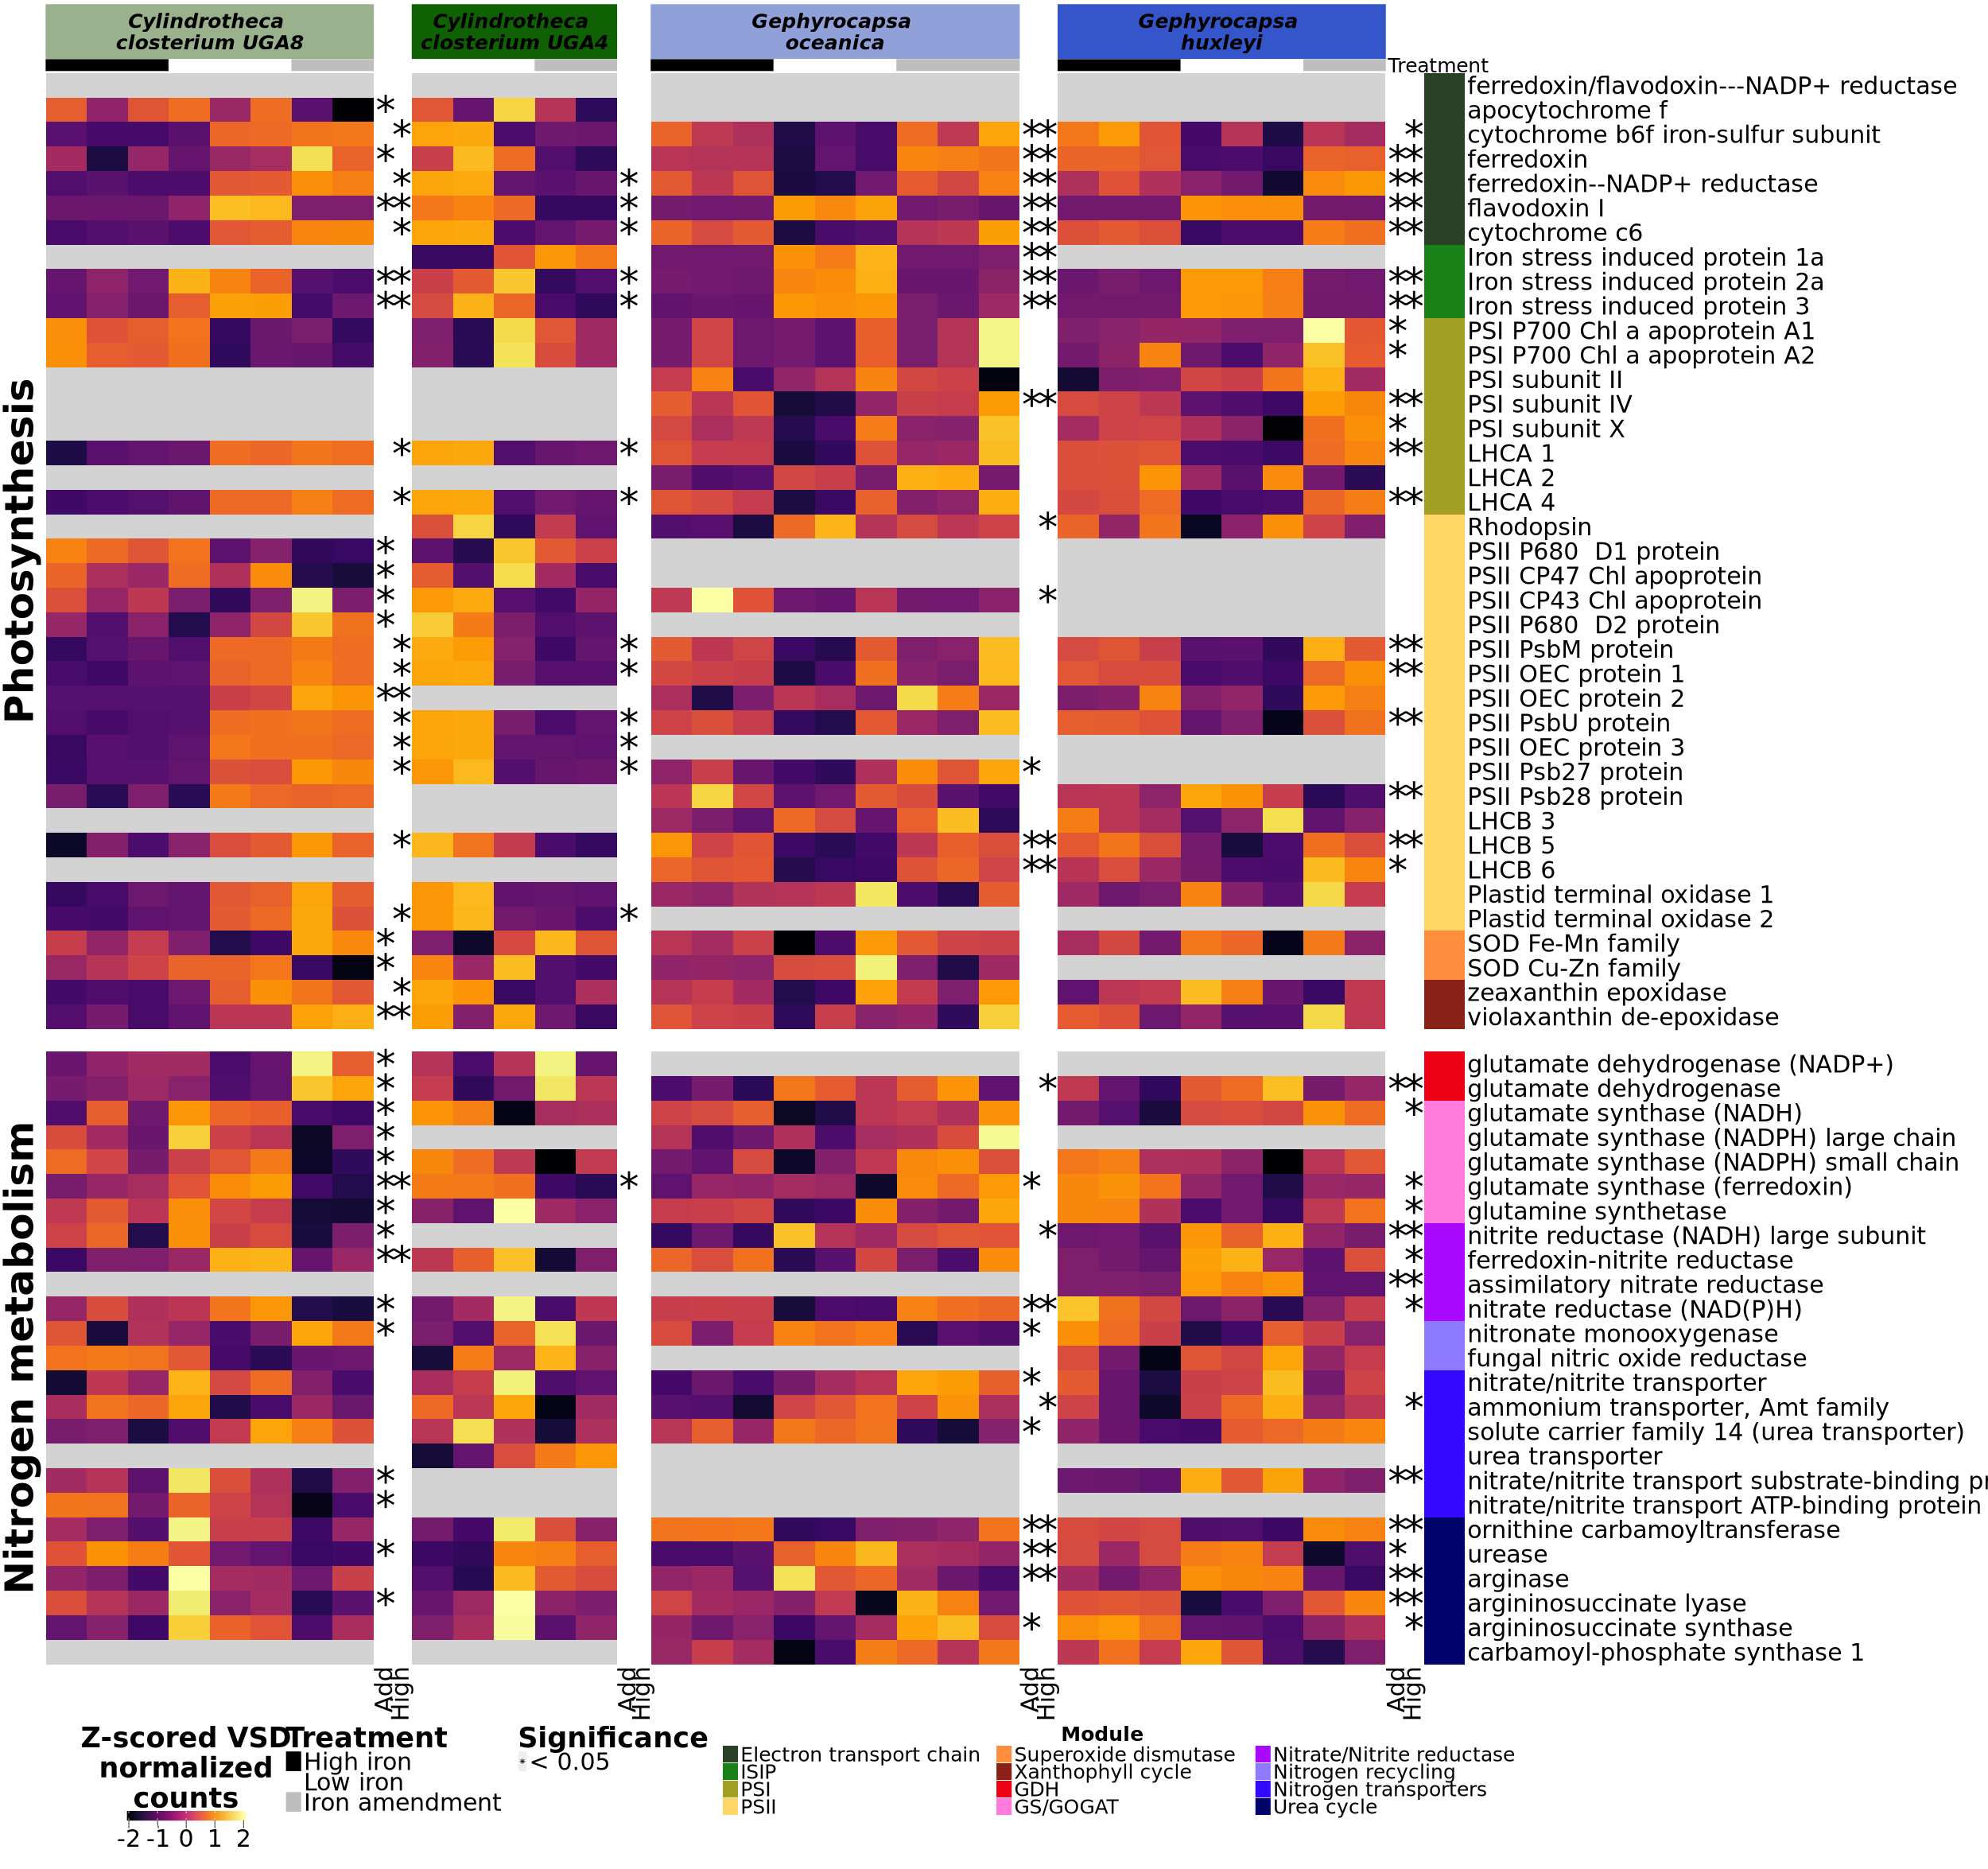 Cylindrotheca
closterium UGA8
Cylindrotheca
closterium UGA4
Gephyrocapsa
oceanica
Gephyrocapsa
huxleyi
Treatment
Photosynthesis
ferredoxin/flavodoxin---NADP+ reductase
apocytochrome f
*
cytochrome b6f iron-sulfur subunit
* ** *
ferredoxin
* ** **
ferredoxin--NADP+ reductase
* * ** **
flavodoxin I
** * ** **
cytochrome c6
* * ** **
Iron stress induced protein 1a
**
Iron stress induced protein 2a
** * ** **
Iron stress induced protein 3
** * ** **
PSI P700 Chl a apoprotein A1
*
PSI P700 Chl a apoprotein A2
*
PSI subunit II
PSI subunit IV
** **
PSI subunit X
*
LHCA 1
* * **
LHCA 2
LHCA 4
* * **
Rhodopsin
*
PSII P680  D1 protein
*
PSII CP47 Chl apoprotein
*
PSII CP43 Chl apoprotein
* *
PSII P680  D2 protein
*
PSII PsbM protein
* * **
PSII OEC protein 1
* * **
PSII OEC protein 2
**
PSII PsbU protein
* * **
PSII OEC protein 3
* *
PSII Psb27 protein
* * *
PSII Psb28 protein
**
LHCB 3
LHCB 5
* ** **
LHCB 6
** *
Plastid terminal oxidase 1
Plastid terminal oxidase 2
* *
SOD Fe-Mn family
*
SOD Cu-Zn family
*
zeaxanthin epoxidase
*
violaxanthin de-epoxidase
**
Nitrogen metabolism
glutamate dehydrogenase (NADP+)
*
glutamate dehydrogenase
* * **
glutamate synthase (NADH)
* *
glutamate synthase (NADPH) large chain
*
glutamate synthase (NADPH) small chain
*
glutamate synthase (ferredoxin)
** * * *
glutamine synthetase
* *
nitrite reductase (NADH) large subunit
* * **
ferredoxin-nitrite reductase
** *
assimilatory nitrate reductase
**
nitrate reductase (NAD(P)H)
* ** *
nitronate monooxygenase
* *
fungal nitric oxide reductase
nitrate/nitrite transporter
*
ammonium transporter, Amt family
* *
solute carrier family 14 (urea transporter)
*
urea transporter
nitrate/nitrite transport substrate-binding pr
* **
nitrate/nitrite transport ATP-binding protein
*
ornithine carbamoyltransferase
** **
urease
* ** *
arginase
** **
argininosuccinate lyase
* **
argininosuccinate synthase
* *
carbamoyl-phosphate synthase 1
Add
High
Add
High
Add
High
Add
High
Z-scored VSD
normalized
counts
-2 -1 0 1 2
Treatment
High iron
Low iron
Iron amendment
Significance
* < 0.05
Module
Electron transport chain
ISIP
PSI
PSII
Superoxide dismutase
Xanthophyll cycle
GDH
GS/GOGAT
Nitrate/Nitrite reductase
Nitrogen recycling
Nitrogen transporters
Urea cycle